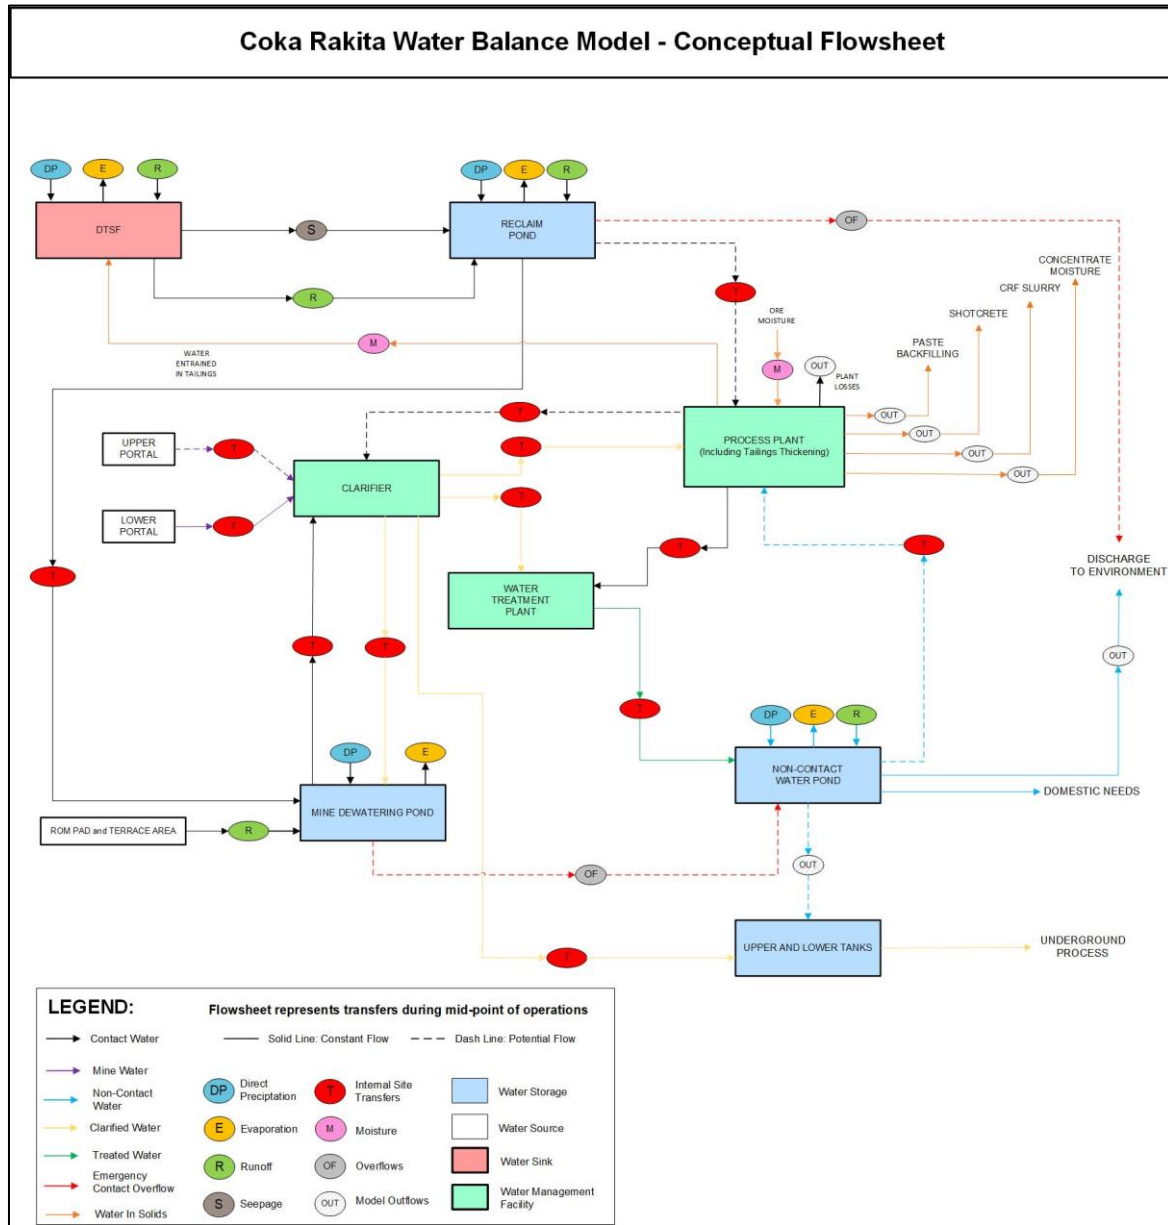 Coka Rakita Water Balance Model - Conceptual Flowsheet
DP
E
R
DP
E
R
DTSF
S
RECLAIM
POND
OF
R
T
CONCENTRATE
MOISTURE
CRF SLURRY
SHOTCRETE
ORE
MOISTURE
M
WATER
ENTRAINED
IN TAILINGS
M
OUT
PLANT
LOSSES
PASTE
BACKFILLING
T
PROCESS PLANT
(Including Tailings Thickening)
OUT
OUT
OUT
OUT
UPPER
PORTAL
T
T
CLARIFIER
T
LOWER
PORTAL
T
T
T
DISCHARGE
TO ENVIRONMENT
T
WATER
TREATMENT
PLANT
T
T
OUT
T
DP
E
R
DP
E
NON-CONTACT
WATER POND
DOMESTIC NEEDS
MINE DEWATERING POND
ROM PAD and TERRACE AREA
R
OF
OUT
UPPER AND LOWER TANKS
UNDERGROUND
PROCESS
T
LEGEND:
Flowsheet represents transfers during mid-point of operations
Contact Water
Solid Line: Constant Flow
Dash Line: Potential Flow
Mine Water
Non-Contact
Water
Clarified Water
Treated Water
Emergency
Contact Overflow
Water In Solids
DP
Direct
Preciptation
E
Evaporation
R
Runoff
S
Seepage
T
Internal Site
Transfers
M
Moisture
OF
Overflows
OUT
Model Outflows
Water Storage
Water Source
Water Sink
Water Management
Facility